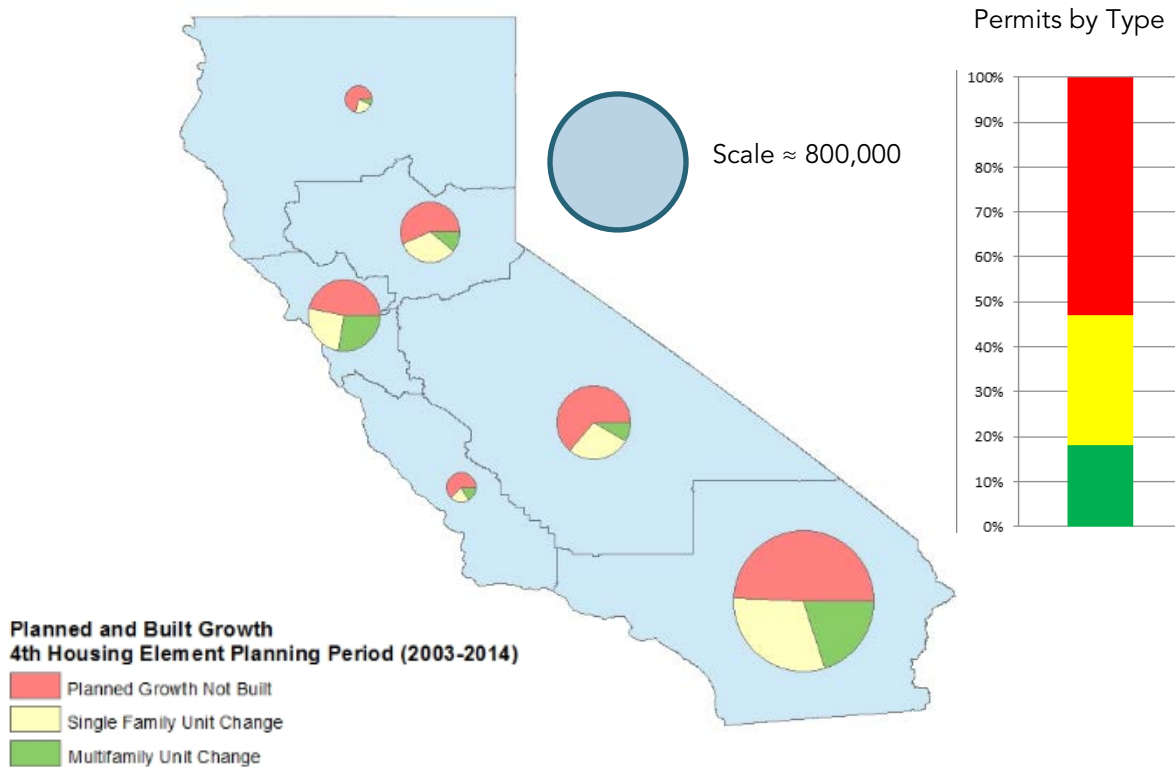 Permits by Type
100%
90%
80%
70%
60%
50%
40%
30%
20%
10%
0%
Scale ≈ 800,000
Planned and Built Growth
4th Housing Element Planning Period (2003-2014)
Planned Growth Not Built
Single Family Unit Change
Multifamily Unit Change